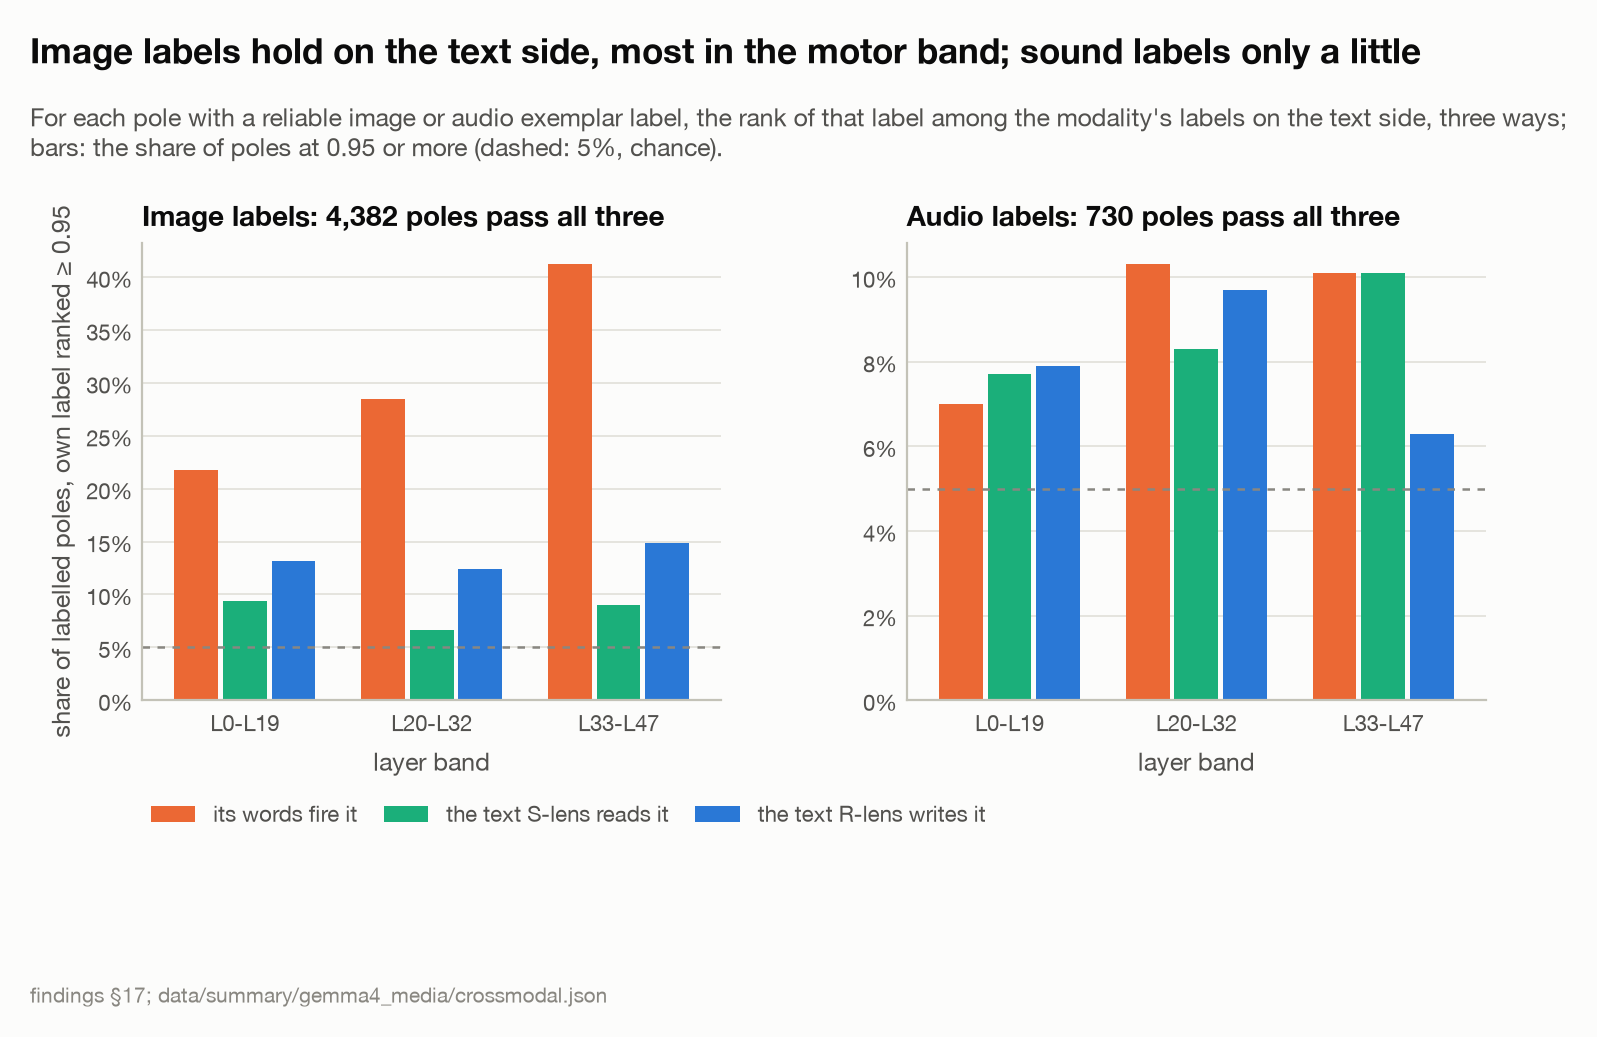 Image labels hold on the text side, most in the motor band; sound labels only a little
For each pole with a reliable image or audio exemplar label, the rank of that label among the modality's labels on the text side, three ways;
bars: the share of poles at 0.95 or more (dashed: 5%, chance).
Image labels: 4,382 poles pass all three
share of labelled poles, own label ranked ≥ 0.95
40%
35%
30%
25%
20%
15%
10%
5%
0%
L0-L19
L20-L32
L33-L47
layer band
Audio labels: 730 poles pass all three
10%
8%
6%
4%
2%
0%
L0-L19
L20-L32
L33-L47
layer band
its words fire it
the text S-lens reads it
the text R-lens writes it
findings §17; data/summary/gemma4_media/crossmodal.json